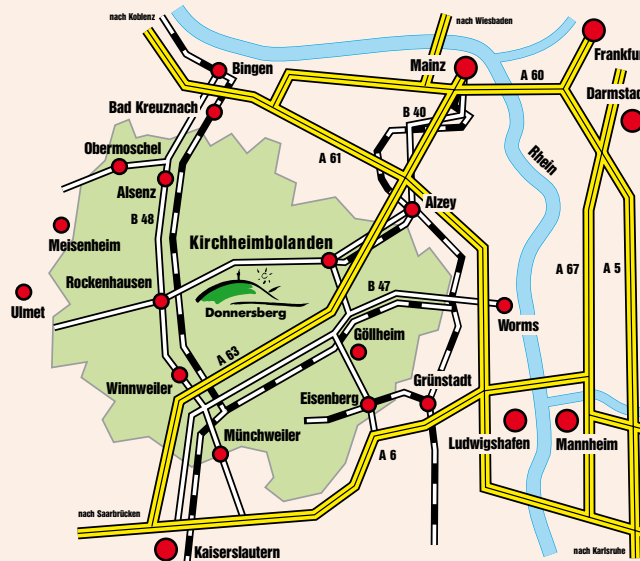 nach Koblenz
nach Wiesbaden
Bingen
Mainz
Frankfu
A 60
Darmstad
Bad Kreuznach
B 40
Obermoschel
A 61
Rhein
Alsenz
Alzey
B 48
Meisenheim
Kirchheimbolanden
A 67
A 5
Rockenhausen
B 47
Ulmet
Donnersberg
Worms
Göllheim
A 63
Winnweiler
Grünstadt
Eisenberg
Münchweiler
Ludwigshafen
Mannheim
A 6
nach Saarbrücken
Kaiserslautern
nach Karlsruhe